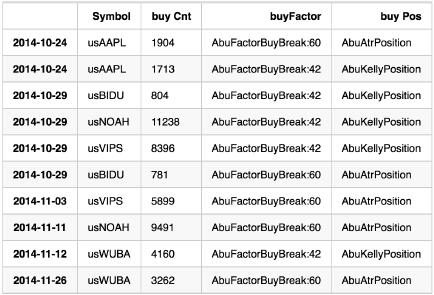 Symbol buy Cnt buyFactor buy Pos
2014-10-24 usAAPL 1904 AbuFactorBuyBreak:60 AbuAtrPosition
2014-10-24 usAAPL 1713 AbuFactorBuyBreak:42 AbuKellyPosition
2014-10-29 usBIDU 804 AbuFactorBuyBreak:42 AbuKellyPosition
2014-10-29 usNOAH 11238 AbuFactorBuyBreak:42 AbuKellyPosition
2014-10-29 usVIPS 8396 AbuFactorBuyBreak:42 AbuKellyPosition
2014-10-29 usBIDU 781 AbuFactorBuyBreak:60 AbuAtrPosition
2014-11-03 usVIPS 5899 AbuFactorBuyBreak:60 AbuAtrPosition
2014-11-11 usNOAH 9491 AbuFactorBuyBreak:60 AbuAtrPosition
2014-11-12 usWUBA 4160 AbuFactorBuyBreak:42 AbuKellyPosition
2014-11-26 usWUBA 3262 AbuFactorBuyBreak:60 AbuAtrPosition